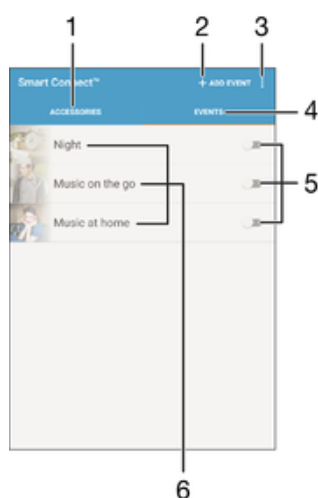 1
2
3
Smart Connect™
ADD EVENT
ACCESSORIES
EVENTS
4
Night
Music on the go
5
Music at home
6